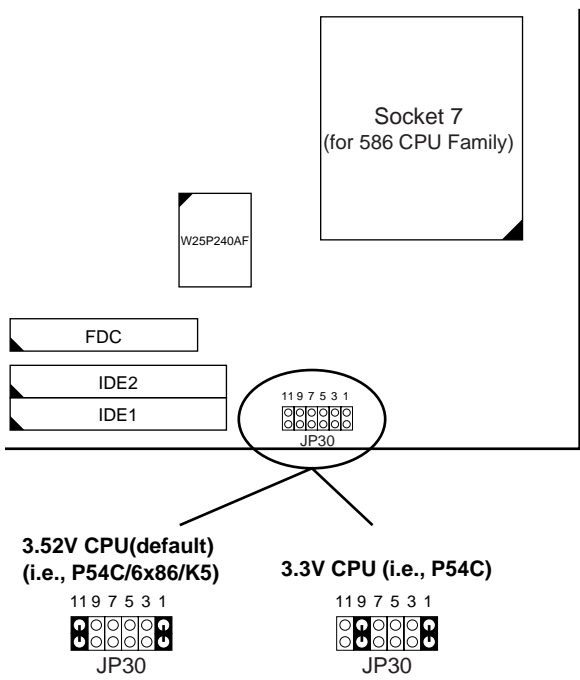 Socket 7
(for 586 CPU Family)
W25P240AF
FDC
IDE2
IDE1
11 9 7 5 3 1
JP30
3.52V CPU(default)
(i.e., P54C/6x86/K5)
11 9 7 5 3 1
JP30
3.3V CPU (i.e., P54C)
11 9 7 5 3 1
JP30